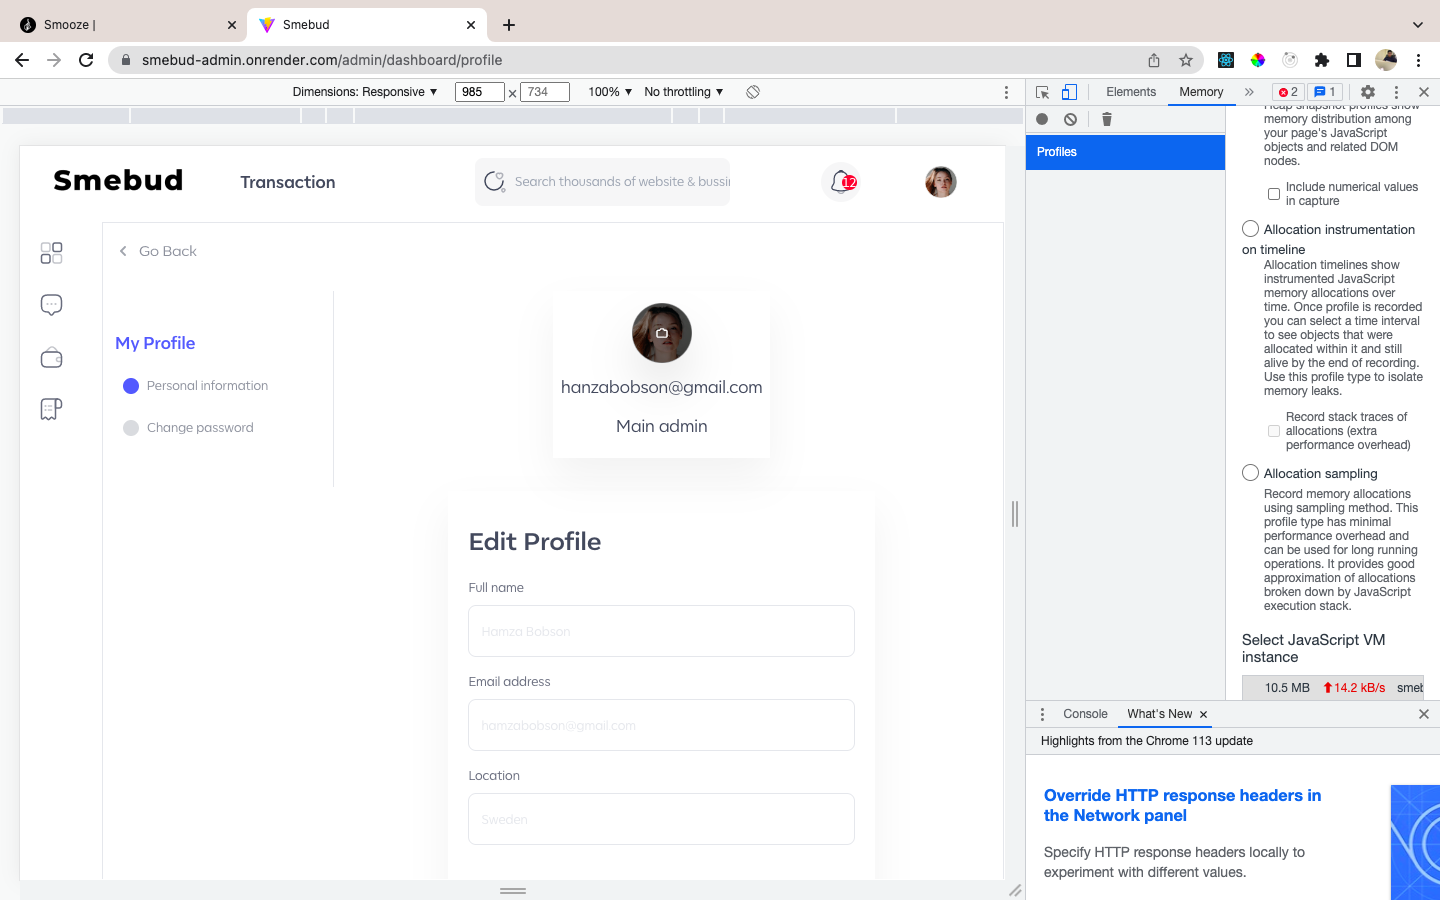 Smooze |
Smebud
smebud-admin.onrender.com/admin/dashboard/profile
Dimensions: Responsive
985
×
734
100%
No throttling
Elements
Memory
2
1
Smebud
Transaction
Search thousands of website & bussi
12
Go Back
My Profile
Personal information
Change password
hanzabobson@gmail.com
Main admin
Edit Profile
Full name
Hamza Bobson
Email address
hamzabobson@gmail.com
Location
Sweden
Profiles
Heap snapshot profiles show
memory distribution among
your page's JavaScript
objects and related DOM
nodes.
Include numerical values
in capture
Allocation instrumentation
on timeline
Allocation timelines show
instrumented JavaScript
memory allocations over
time. Once profile is recorded
you can select a time interval
to see objects that were
allocated within it and still
alive by the end of recording.
Use this profile type to isolate
memory leaks.
Record stack traces of
allocations (extra
performance overhead)
Allocation sampling
Record memory allocations
using sampling method. This
profile type has minimal
performance overhead and
can be used for long running
operations. It provides good
approximation of allocations
broken down by JavaScript
execution stack.
Select JavaScript VM
instance
10.5 MB
14.2 kB/s
smeb
Console
What's New
Highlights from the Chrome 113 update
Override HTTP response headers in
the Network panel
Specify HTTP response headers locally to
experiment with different values.